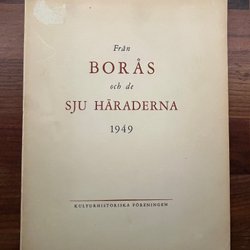 Från
BORÅS
och de
SJU HÄRADERNA
1949
KULTURHISTORISKA FÖRENINGEN